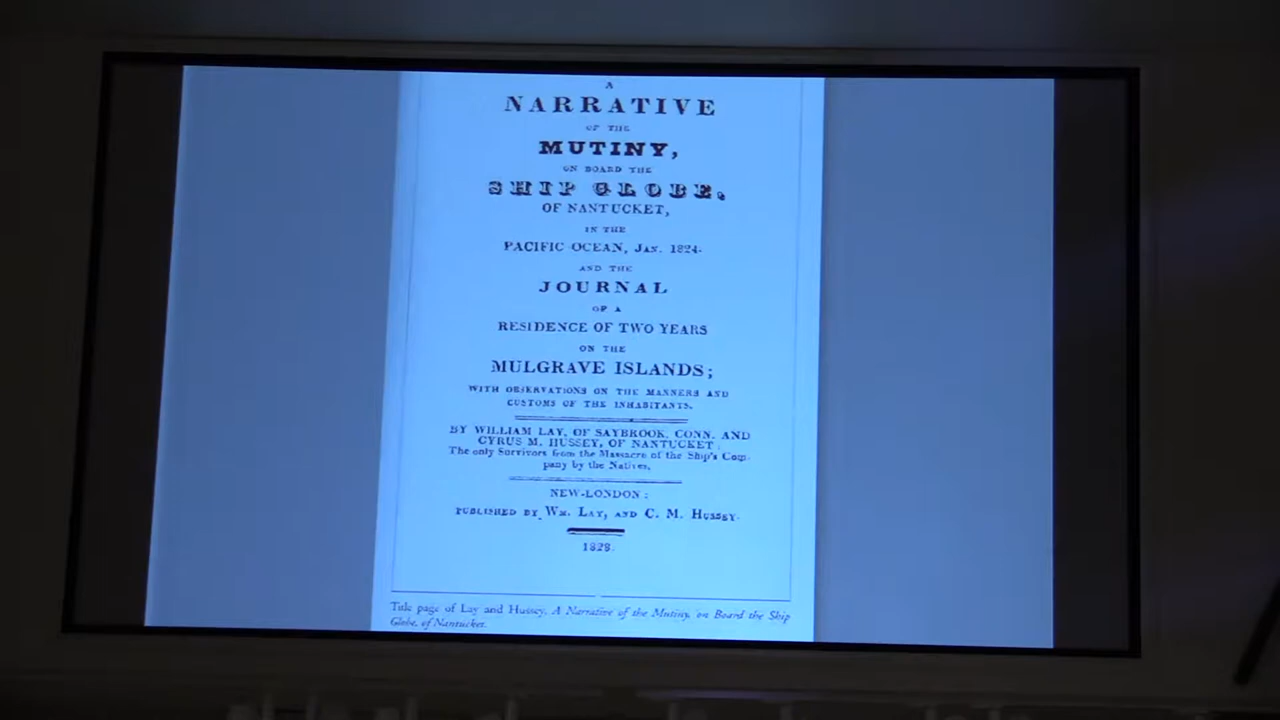 A
NARRATIVE
OF THE
MUTINY,
ON BOARD THE
SHIP GLOBE,
OF NANTUCKET,
IN THE
PACIFIC OCEAN, JAN. 1824.
AND THE
JOURNAL
OF A
RESIDENCE OF TWO YEARS
ON THE
MULGRAVE ISLANDS;
WITH OBSERVATIONS ON THE MANNERS AND
CUSTOMS OF THE INHABITANTS.
BY WILLIAM LAY, OF SAYBROOK, CONN. AND
CYRUS M. HUSSEY, OF NANTUCKET:
The only Survivors from the Massacre of the Ship's Com-
pany by the Natives.
NEW-LONDON:
PUBLISHED BY WM. LAY, AND C. M. HUSSEY.
1828.
Title page of Lay and Hussey, A Narrative of the Mutiny, on Board the Ship
Globe, of Nantucket.